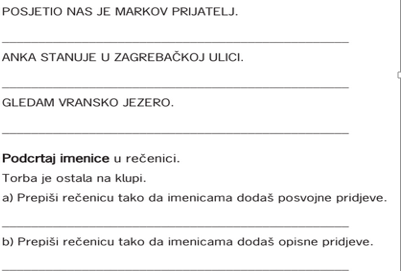 POSJETIO NAS JE MARKOV PRIJATELJ.
ANKA STANUJE U ZAGREBAČKOJ ULICI.
GLEDAM VRANSKO JEZERO.
Podcrtaj imenice u rečenici.
Torba je ostala na klupi.
a) Prepiši rečenicu tako da imenicama dodaš posvojne pridjeve.
b) Prepiši rečenicu tako da imenicama dodaš opisne pridjeve.